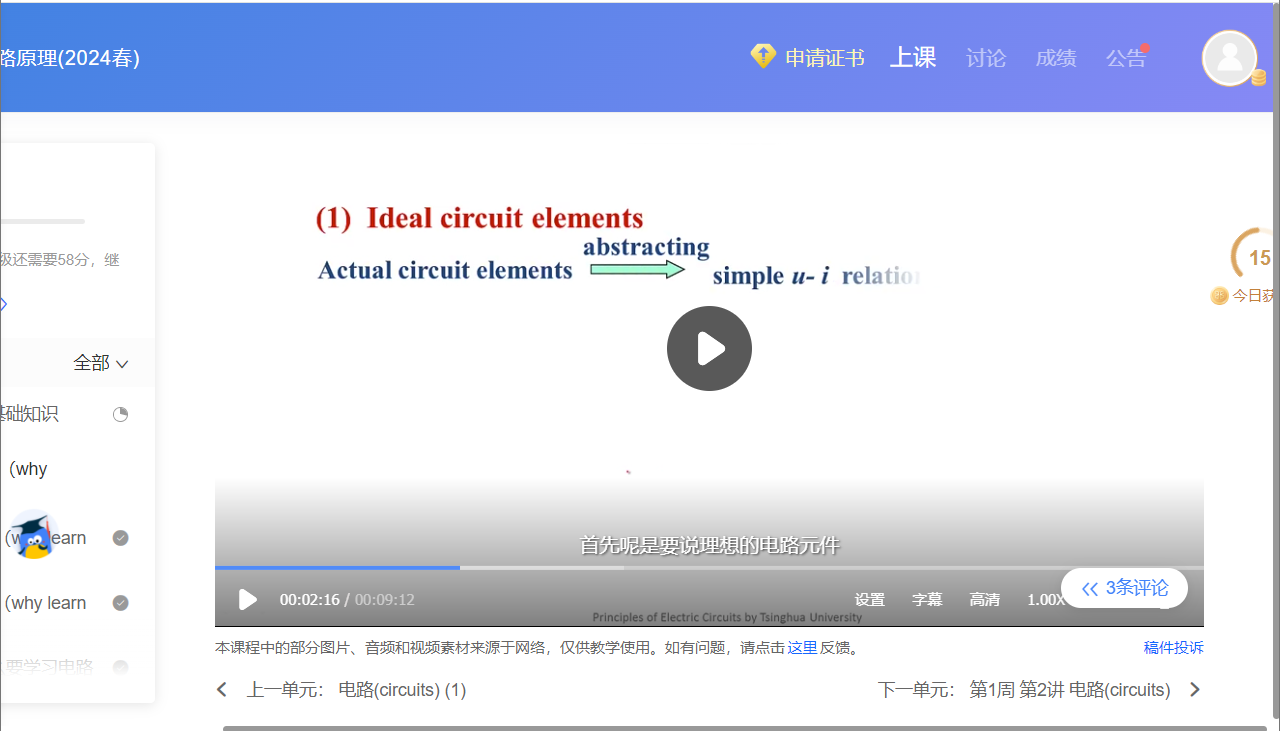 路原理(2024春)
申请证书 上课 讨论 成绩 公告
级还需要58分，继
全部
基础知识
(why
(w learn
(why learn
要学习电路
(1) Ideal circuit elements
Actual circuit elements abstracting simple u- i relation
首先呢是要说理想的电路元件
00:02:16 / 00:09:12 设置 字幕 高清 1.00X
3条评论
Principles of Electric Circuits by Tsinghua University
本课程中的部分图片、音频和视频素材来源于网络，仅供教学使用。如有问题，请点击 这里 反馈。 稿件投诉
上一单元： 电路(circuits) (1) 下一单元： 第1周 第2讲 电路(circuits)
15
今日获